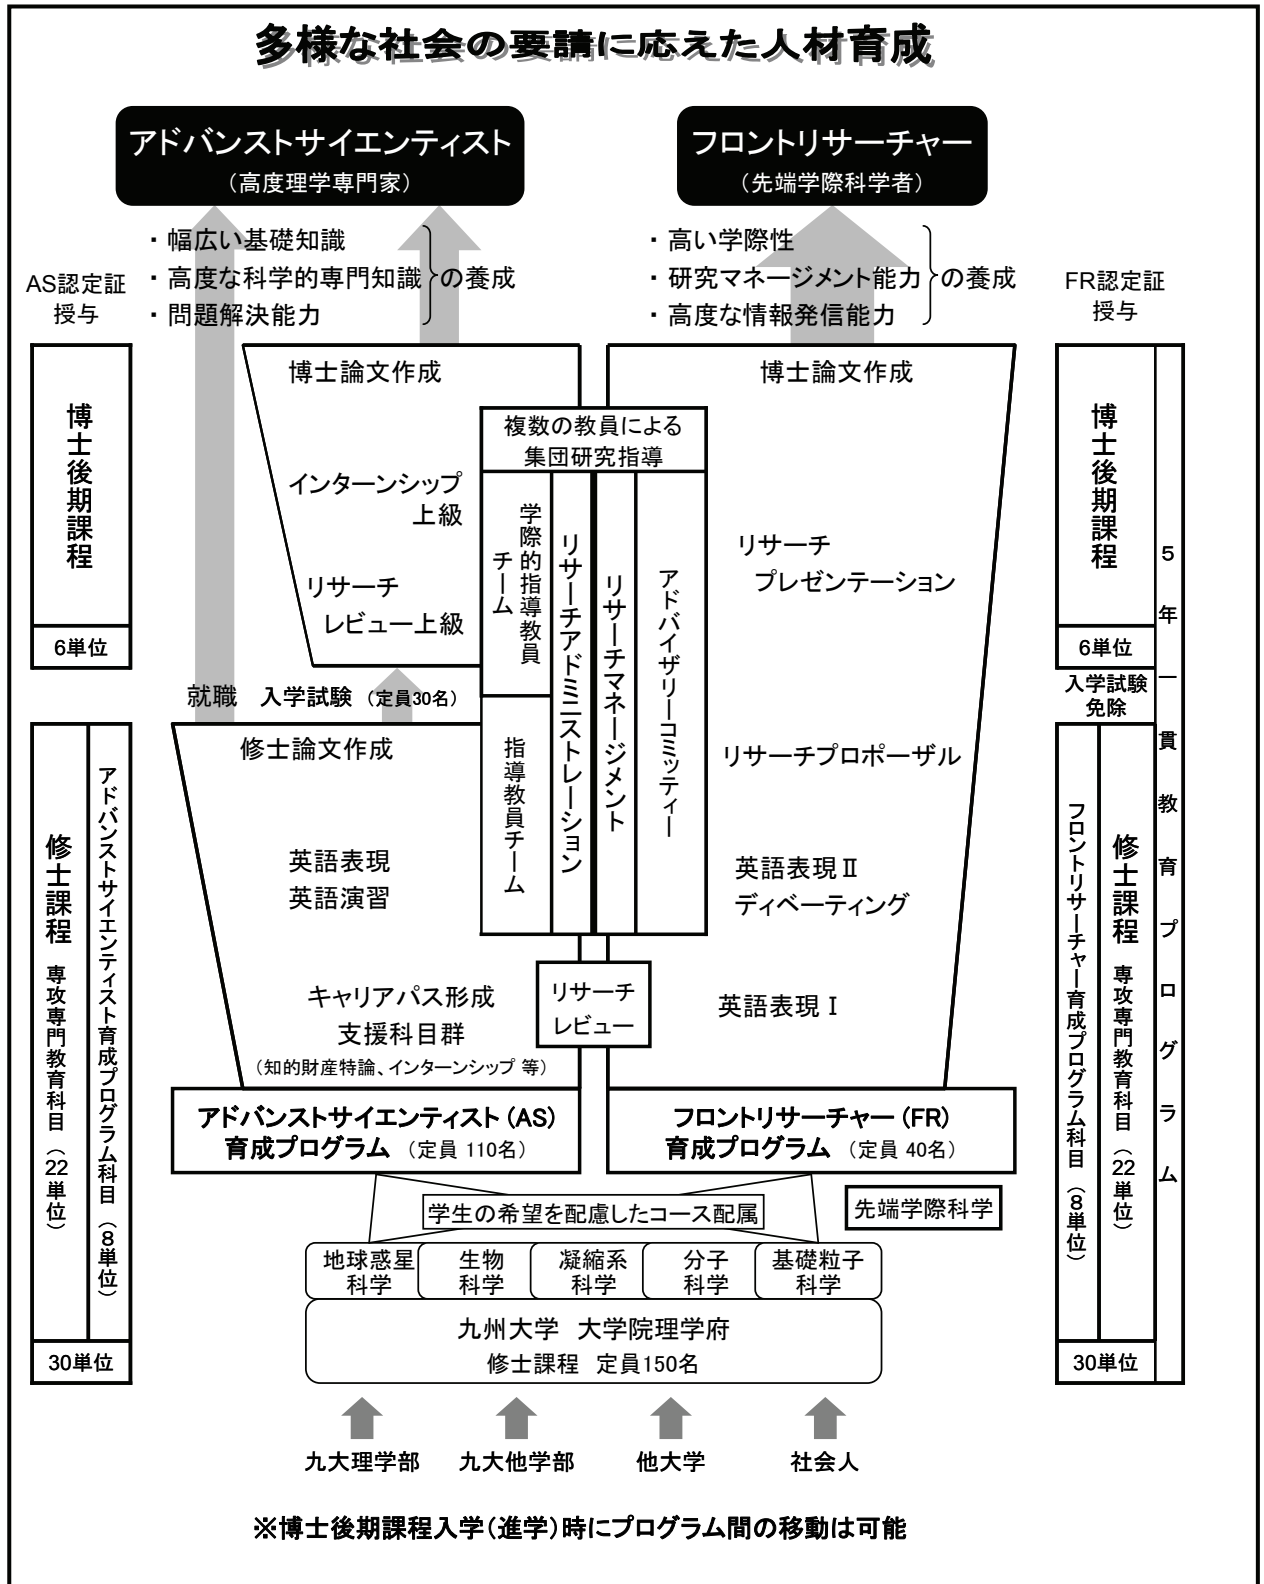 多様な社会の要請に応えた人材育成
アドバンストサイエンティスト
（高度理学専門家）
フロントリサーチャー
（先端学際科学者）
・ 幅広い基礎知識
・ 高度な科学的専門知識
・ 問題解決能力
の養成
・ 高い学際性
・ 研究マネージメント能力
・ 高度な情報発信能力
の養成
AS認定証
授与
FR認定証
授与
博士後期課程
6単位
博士論文作成
インターンシップ
上級
リサーチ
レビュー上級
就職
入学試験 （定員30名）
修士論文作成
英語表現
英語演習
キャリアパス形成
支援科目群
（知的財産特論、インターンシップ 等）
複数の教員による
集団研究指導
学際的指導教員
チーム
指導教員チーム
リサーチアドミニストレーション
リサーチマネージメント
アドバイザリーコミッティー
リサーチ
レビュー
博士論文作成
リサーチ
プレゼンテーション
リサーチプロポーザル
英語表現Ⅱ
ディベーティング
英語表現Ⅰ
博士後期課程
6単位
入学試験
免除
5年一貫教育プログラム
修士課程 専攻専門教育科目（22単位）
アドバンストサイエンティスト育成プログラム科目（8単位）
30単位
フロントリサーチャー育成プログラム科目（8単位）
修士課程 専攻専門教育科目（22単位）
30単位
アドバンストサイエンティスト（AS）
育成プログラム （定員 110名）
フロントリサーチャー（FR）
育成プログラム （定員 40名）
学生の希望を配慮したコース配属
先端学際科学
地球惑星
科学
生物
科学
凝縮系
科学
分子
科学
基礎粒子
科学
九州大学 大学院理学府
修士課程 定員150名
九大理学部
九大他学部
他大学
社会人
※博士後期課程入学（進学）時にプログラム間の移動は可能